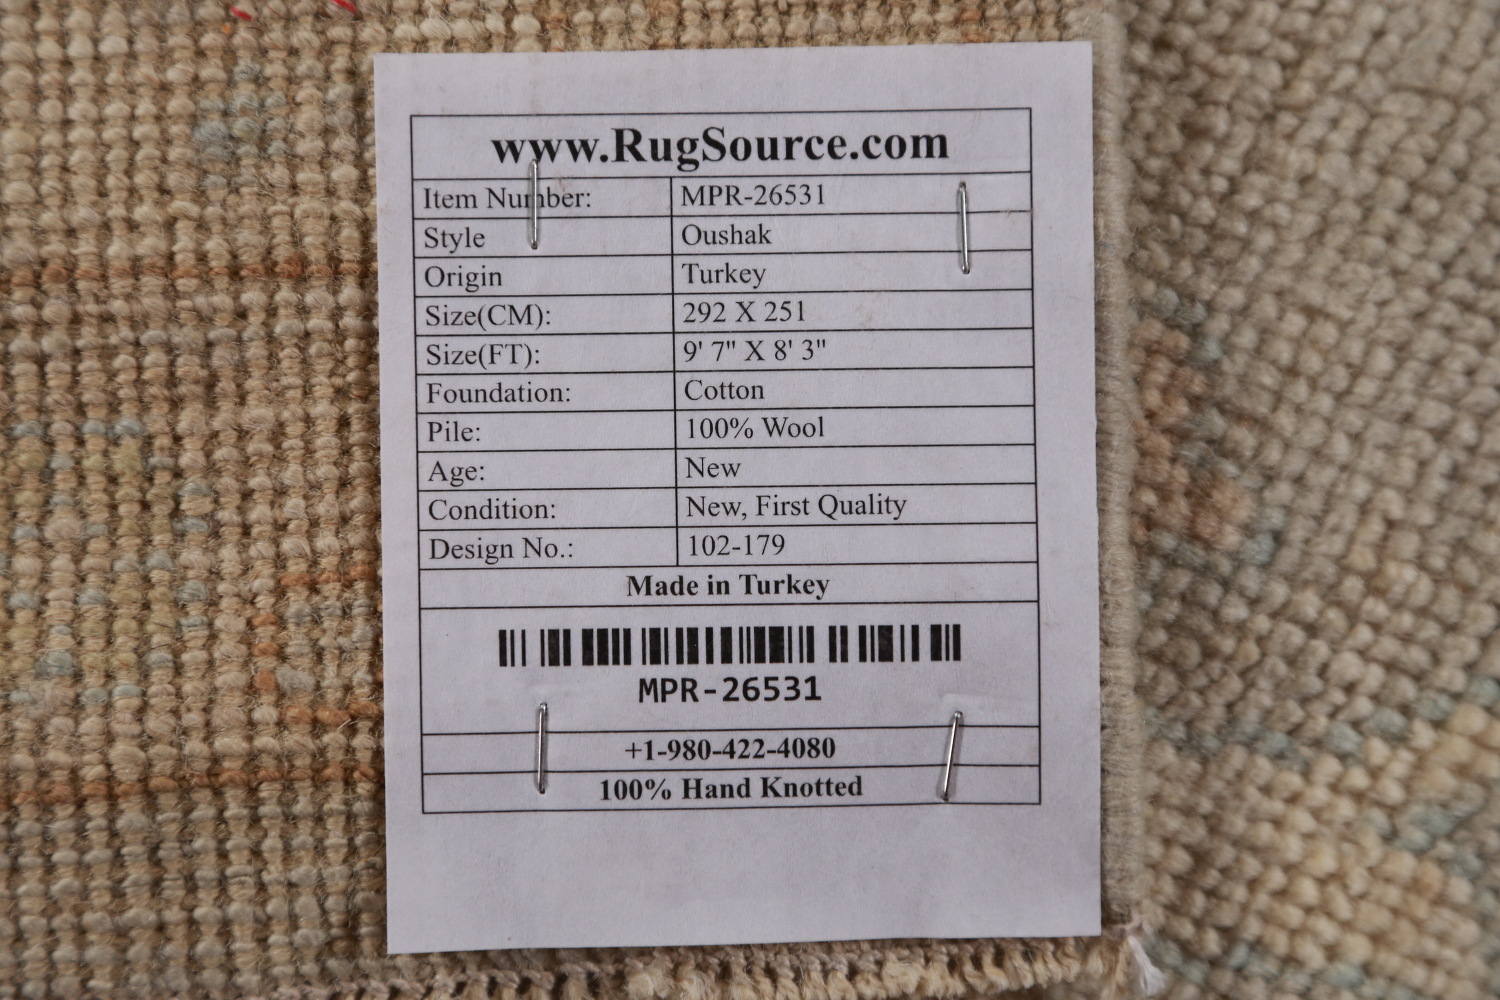 www.RugSource.com
Item Number: MPR-26531
Style Oushak
Origin Turkey
Size(CM): 292 X 251
Size(FT): 9' 7" X 8' 3"
Foundation: Cotton
Pile: 100% Wool
Age: New
Condition: New, First Quality
Design No.: 102-179
Made in Turkey
MPR-26531
+1-980-422-4080
100% Hand Knotted